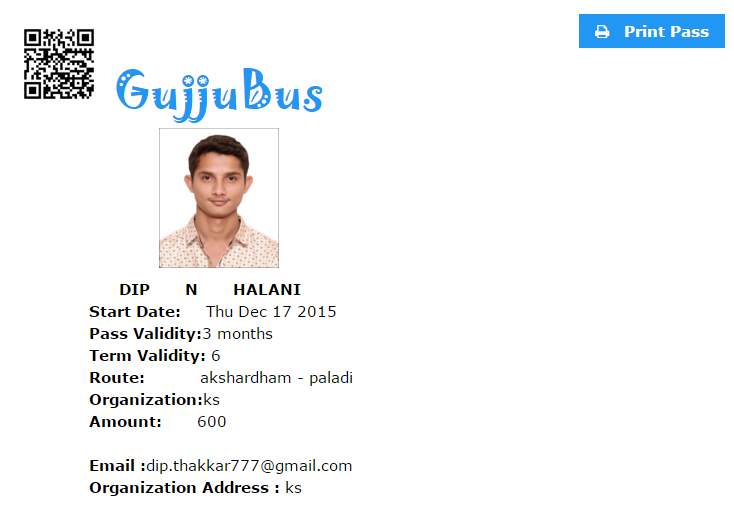 Print Pass
GujjuBus
DIP N HALANI
Start Date: Thu Dec 17 2015
Pass Validity:3 months
Term Validity: 6
Route: akshardham - paladi
Organization:ks
Amount: 600
Email :dip.thakkar777@gmail.com
Organization Address : ks